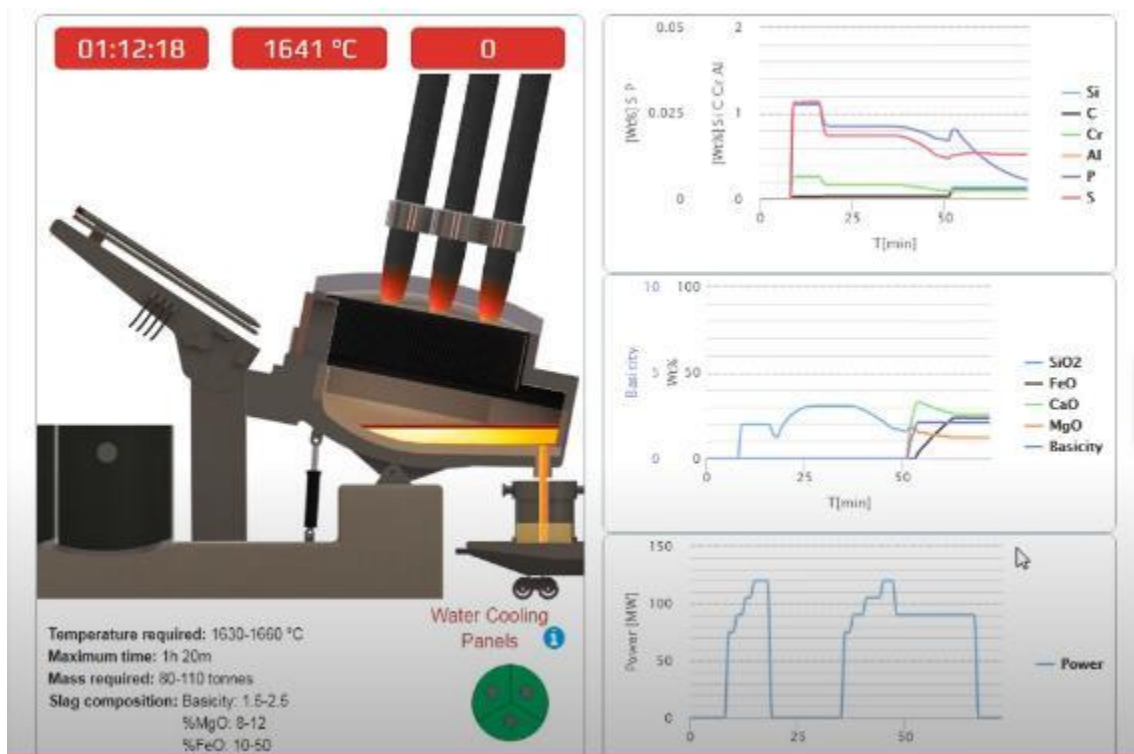 01:12:18
1641 °C
0
Temperature required: 1630-1660 °C
Maximum time: 1h 20m
Mass required: 80-110 tonnes
Slag composition: Basicity: 1.5-2.5
%MgO: 8-12
%FeO: 10-50
Water Cooling
Panels i
0.05
0.025
0
[Wt%] S P
2
1
0
[Wt%] Si C Cr Al
0
25
50
T[min]
Si
C
Cr
Al
P
S
10
5
0
Basicity
100
50
0
Wt%
0
25
50
T[min]
SiO2
FeO
CaO
MgO
Basicity
150
100
50
0
Power [MW]
0
25
50
Power